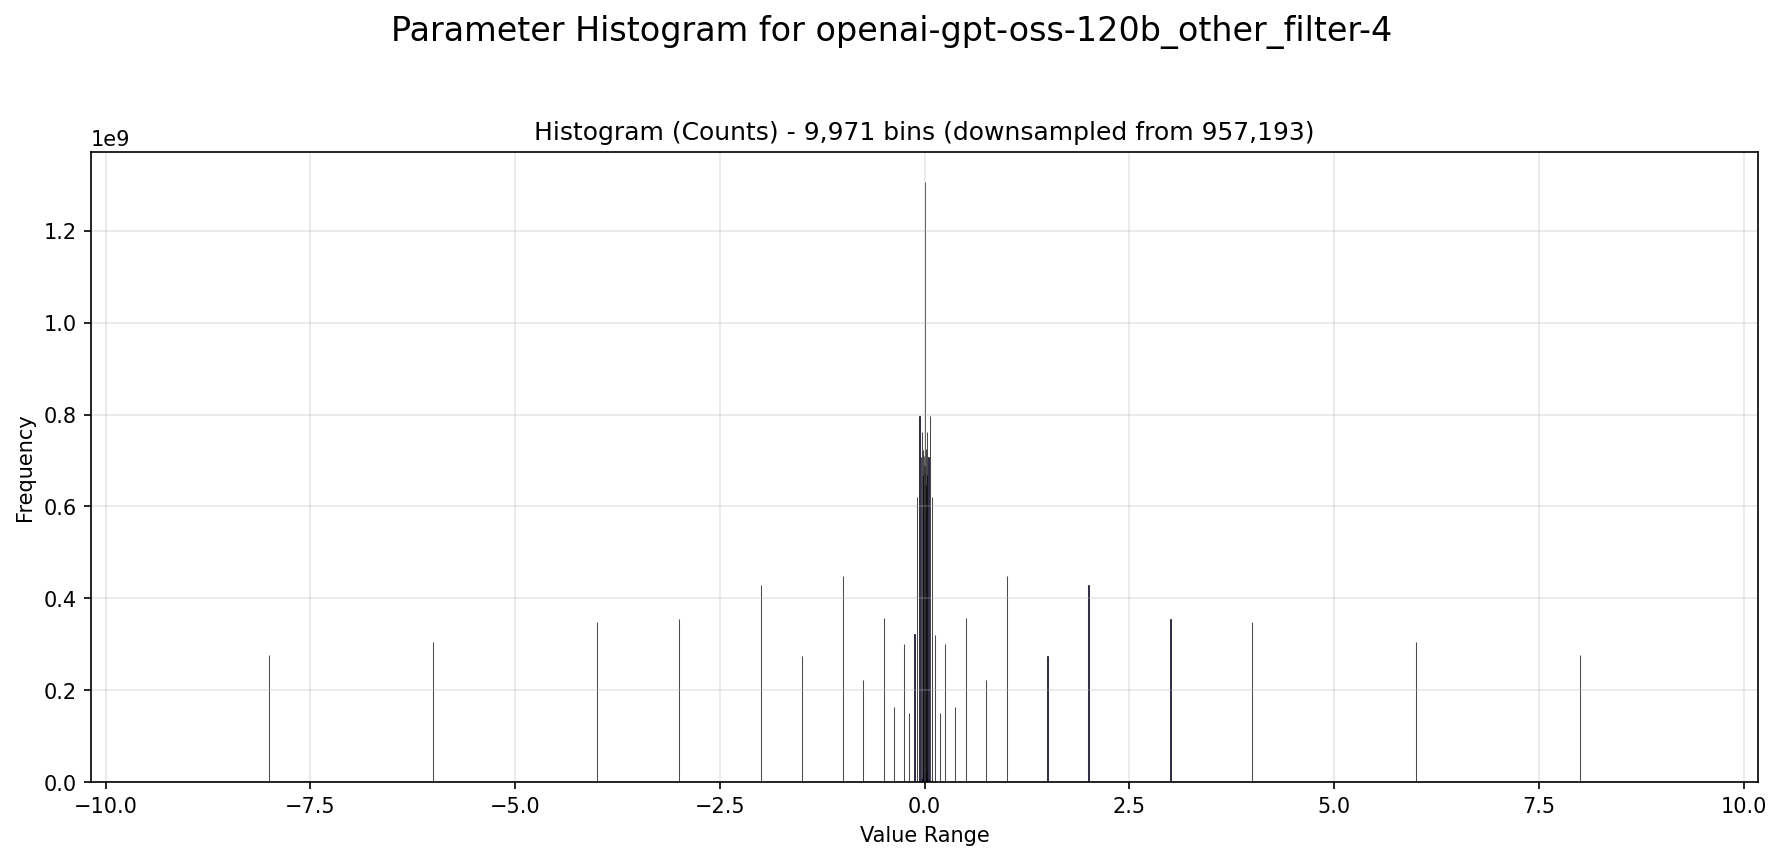 Parameter Histogram for openai-gpt-oss-120b_other_filter-4
Histogram (Counts) - 9,971 bins (downsampled from 957,193)
1e9
1.2
1.0
0.8
0.6
0.4
0.2
0.0
Frequency
−10.0 −7.5 −5.0 −2.5 0.0 2.5 5.0 7.5 10.0
Value Range